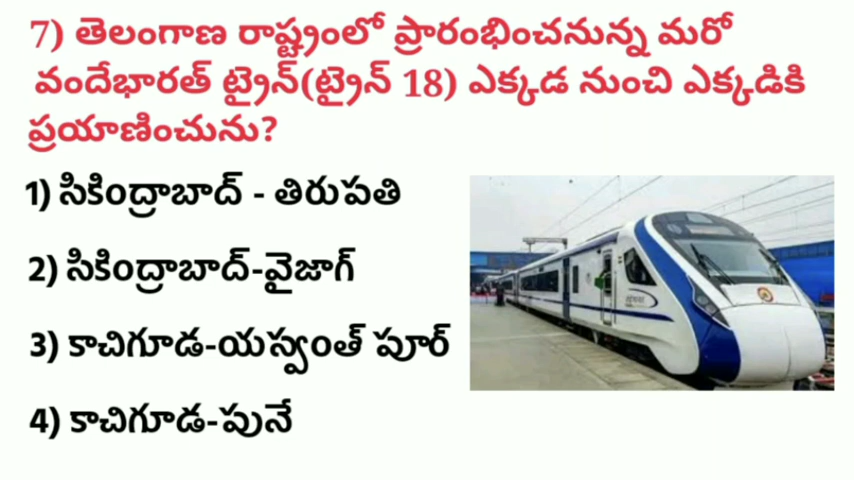 7) తెలంగాణ రాష్ట్రంలో ప్రారంభించనున్న మరో
వందేభారత్ ట్రైన్(ట్రైన్ 18) ఎక్కడ నుంచి ఎక్కడికి
ప్రయాణించును?
1) సికింద్రాబాద్ - తిరుపతి
2) సికింద్రాబాద్-వైజాగ్
3) కాచిగూడ-యస్వంత్ పూర్
4) కాచిగూడ-పునే